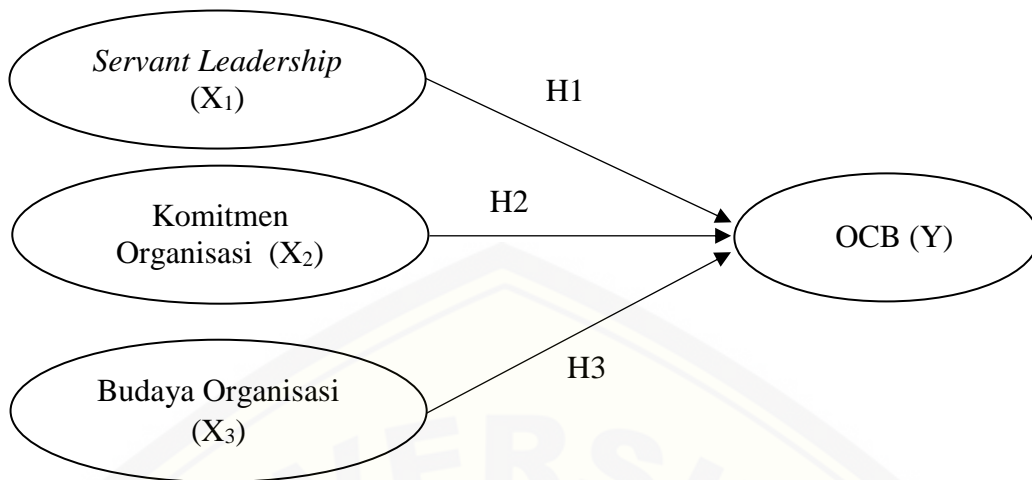 Servant Leadership
(X₁)
H1
Komitmen
Organisasi (X₂)
H2
OCB (Y)
Budaya Organisasi
(X₃)
H3